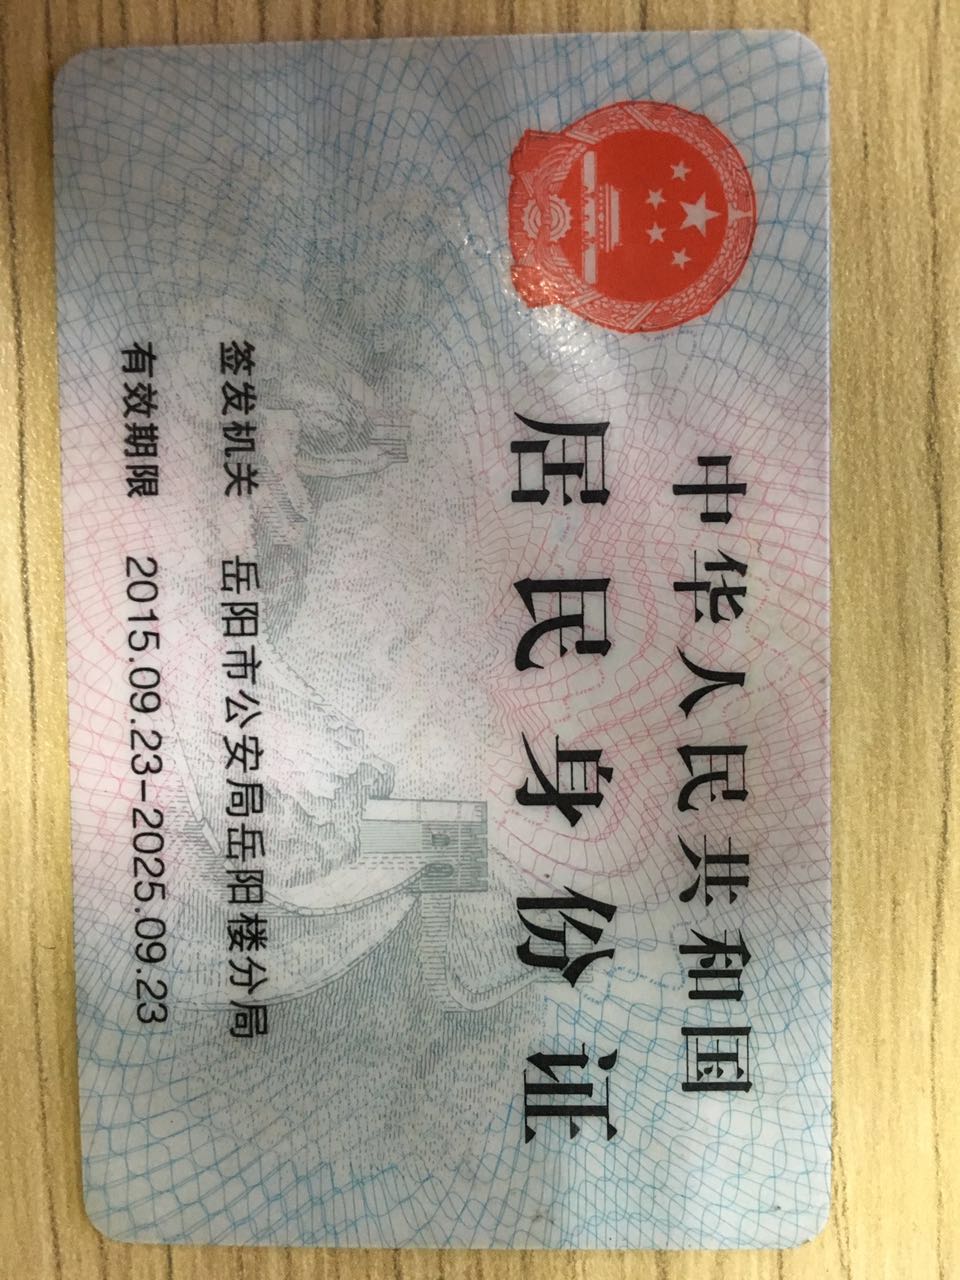 中华人民共和国
居民身份证
签发机关 岳阳市公安局岳阳楼分局
有效期限 2015.09.23-2025.09.23